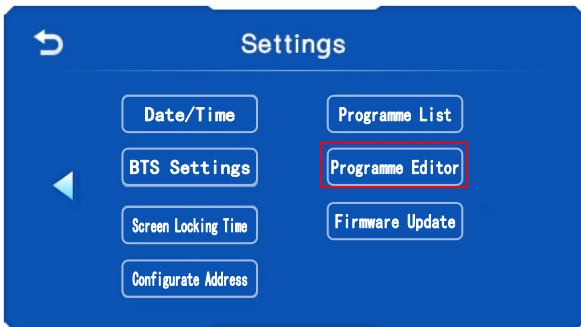 Settings
Date/Time
Programme List
BTS Settings
Programme Editor
Screen Locking Time
Firmware Update
Configurate Address